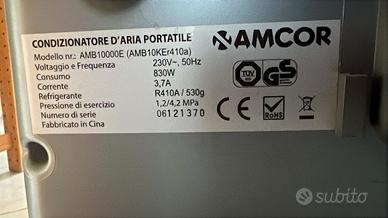 CONDIZIONATORE D'ARIA PORTATILE
AMCOR
Modello nr.: AMB10000E (AMB10KEr410a)
Voltaggio e Frequenza 230V~, 50Hz
Consumo 830W
Corrente 3,7A
Refrigerante R410A / 530g
Pressione di esercizio 1,2/4,2 MPa
Numero di serie 06121370
Fabbricato in Cina
TÜV
GS
CE
RoHS
subito